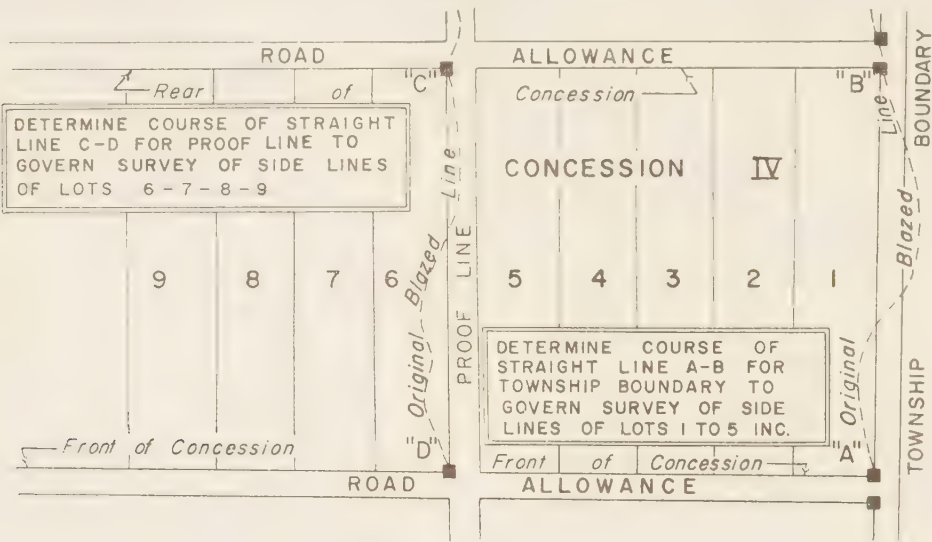 ROAD ALLOWANCE
"C" "B"
Rear of Concession
DETERMINE COURSE OF STRAIGHT
LINE C-D FOR PROOF LINE TO
GOVERN SURVEY OF SIDE LINES
OF LOTS 6-7-8-9
CONCESSION IV
9 8 7 6 5 4 3 2 1
Original Blazed Line
PROOF LINE
DETERMINE COURSE OF
STRAIGHT LINE A-B FOR
TOWNSHIP BOUNDARY TO
GOVERN SURVEY OF SIDE
LINES OF LOTS 1 TO 5 INC.
Original Blazed Line
TOWNSHIP BOUNDARY
Front of Concession
"D" "A"
Front of Concession
ROAD ALLOWANCE